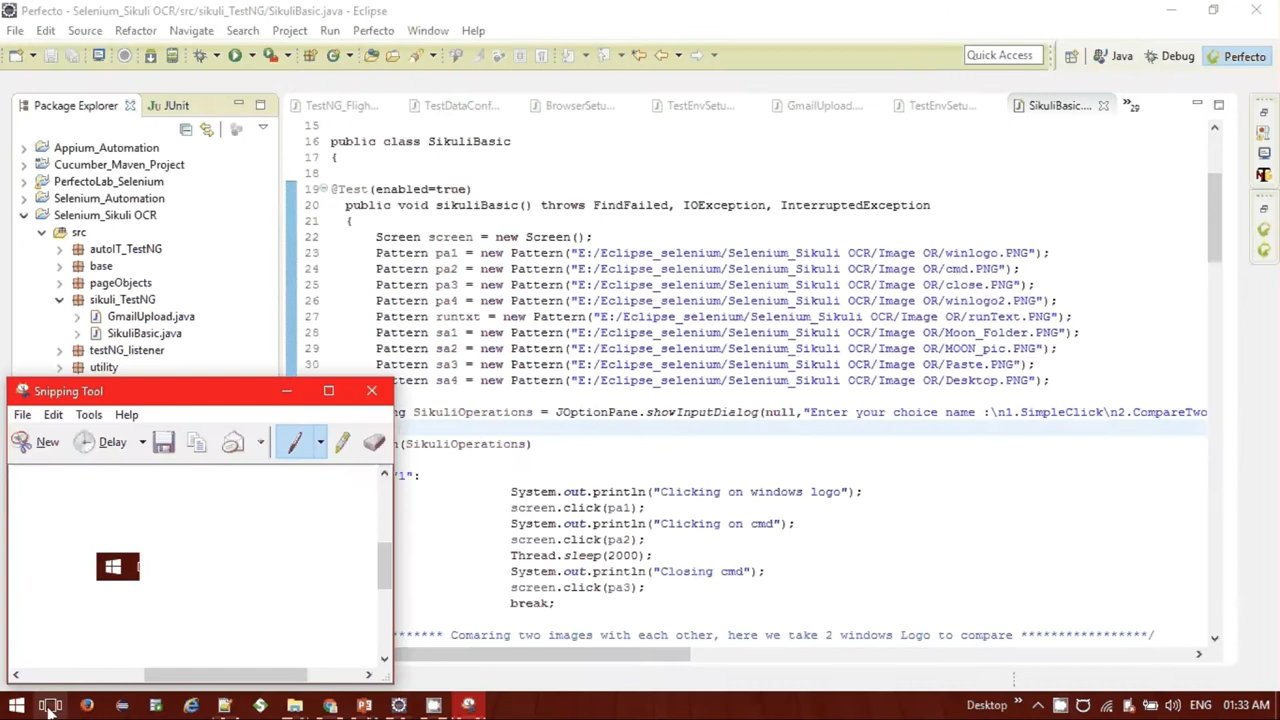 Perfecto - Selenium_Sikuli OCR/src/sikuli_TestNG/SikuliBasic.java - Eclipse
File Edit Source Refactor Navigate Search Project Run Perfecto Window Help
Quick Access
Java
Debug
Perfecto
Package Explorer
JUnit
TestNG_Fligh...
TestDataConf...
BrowserSetu...
TestEnvSetu...
GmailUpload....
TestEnvSetu...
SikuliBasic....
»29
Appium_Automation
Cucumber_Maven_Project
PerfectoLab_Selenium
Selenium_Automation
Selenium_Sikuli OCR
src
autoIT_TestNG
base
pageObjects
sikuli_TestNG
GmailUpload.java
SikuliBasic.java
testNG_listener
utility
15
16 public class SikuliBasic
17 {
18
19 @Test(enabled=true)
20 public void sikuliBasic() throws FindFailed, IOException, InterruptedException
21 {
22 Screen screen = new Screen();
23 Pattern pa1 = new Pattern("E:/Eclipse_selenium/Selenium_Sikuli OCR/Image OR/winlogo.PNG");
24 Pattern pa2 = new Pattern("E:/Eclipse_selenium/Selenium_Sikuli OCR/Image OR/cmd.PNG");
25 Pattern pa3 = new Pattern("E:/Eclipse_selenium/Selenium_Sikuli OCR/Image OR/close.PNG");
26 Pattern pa4 = new Pattern("E:/Eclipse_selenium/Selenium_Sikuli OCR/Image OR/winlogo2.PNG");
27 Pattern runtxt = new Pattern("E:/Eclipse_selenium/Selenium_Sikuli OCR/Image OR/runText.PNG");
28 Pattern sa1 = new Pattern("E:/Eclipse_selenium/Selenium_Sikuli OCR/Image OR/Moon_Folder.PNG");
29 Pattern sa2 = new Pattern("E:/Eclipse_selenium/Selenium_Sikuli OCR/Image OR/MOON_pic.PNG");
30 Pattern sa3 = new Pattern("E:/Eclipse_selenium/Selenium_Sikuli OCR/Image OR/Paste.PNG");
ttern sa4 = new Pattern("E:/Eclipse_selenium/Selenium_Sikuli OCR/Image OR/Desktop.PNG");
ng SikuliOperations = JOptionPane.showInputDialog(null,"Enter your choice name :\n1.SimpleClick\n2.CompareTwo
h(SikuliOperations)
"1":
System.out.println("Clicking on windows logo");
screen.click(pa1);
System.out.println("Clicking on cmd");
screen.click(pa2);
Thread.sleep(2000);
System.out.println("Closing cmd");
screen.click(pa3);
break;
******* Comaring two images with each other, here we take 2 windows Logo to compare *****************/
Snipping Tool
File Edit Tools Help
New
Delay
Desktop
»
ENG
01:33 AM